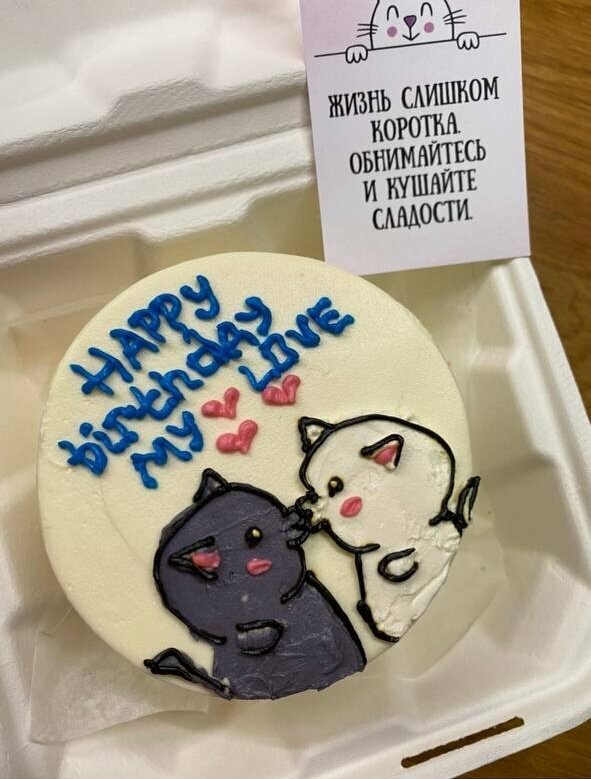 ЖИЗНЬ СЛИШКОМ
КОРОТКА.
ОБНИМАЙТЕСЬ
И КУШАЙТЕ
СЛАДОСТИ.
HAPPY
birthday
MY LOVE